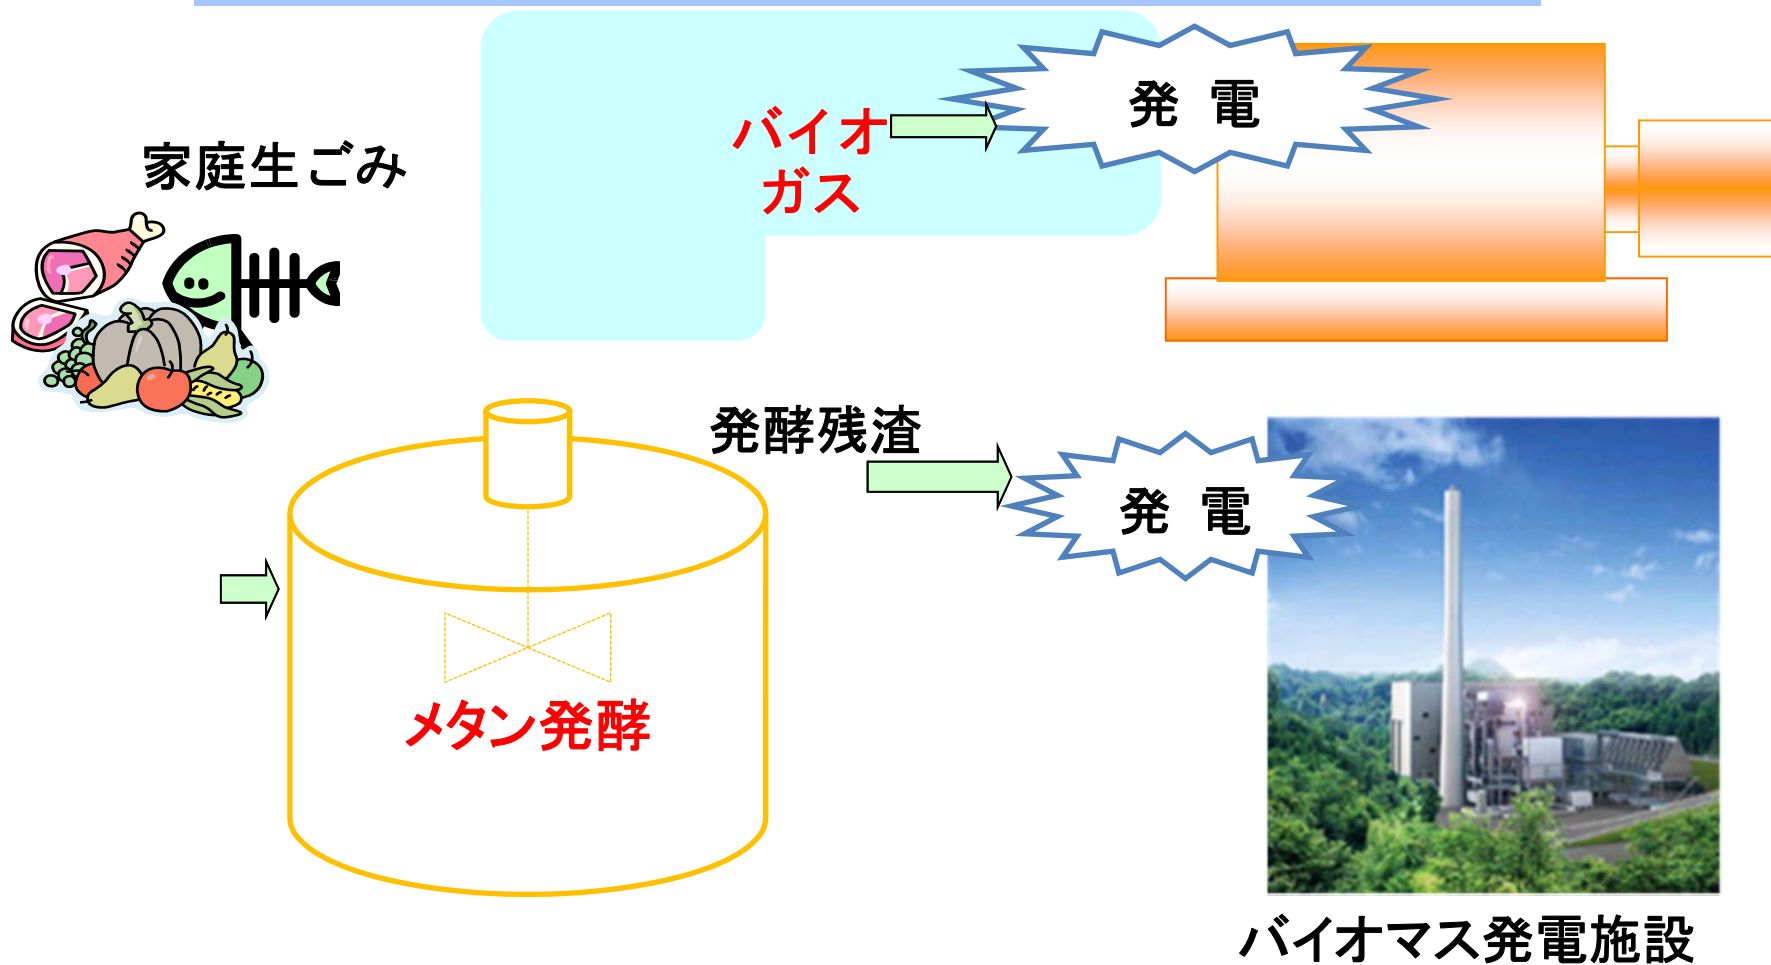 家庭生ごみ
バイオ
ガス
発 電
発酵残渣
発 電
メタン発酵
バイオマス発電施設